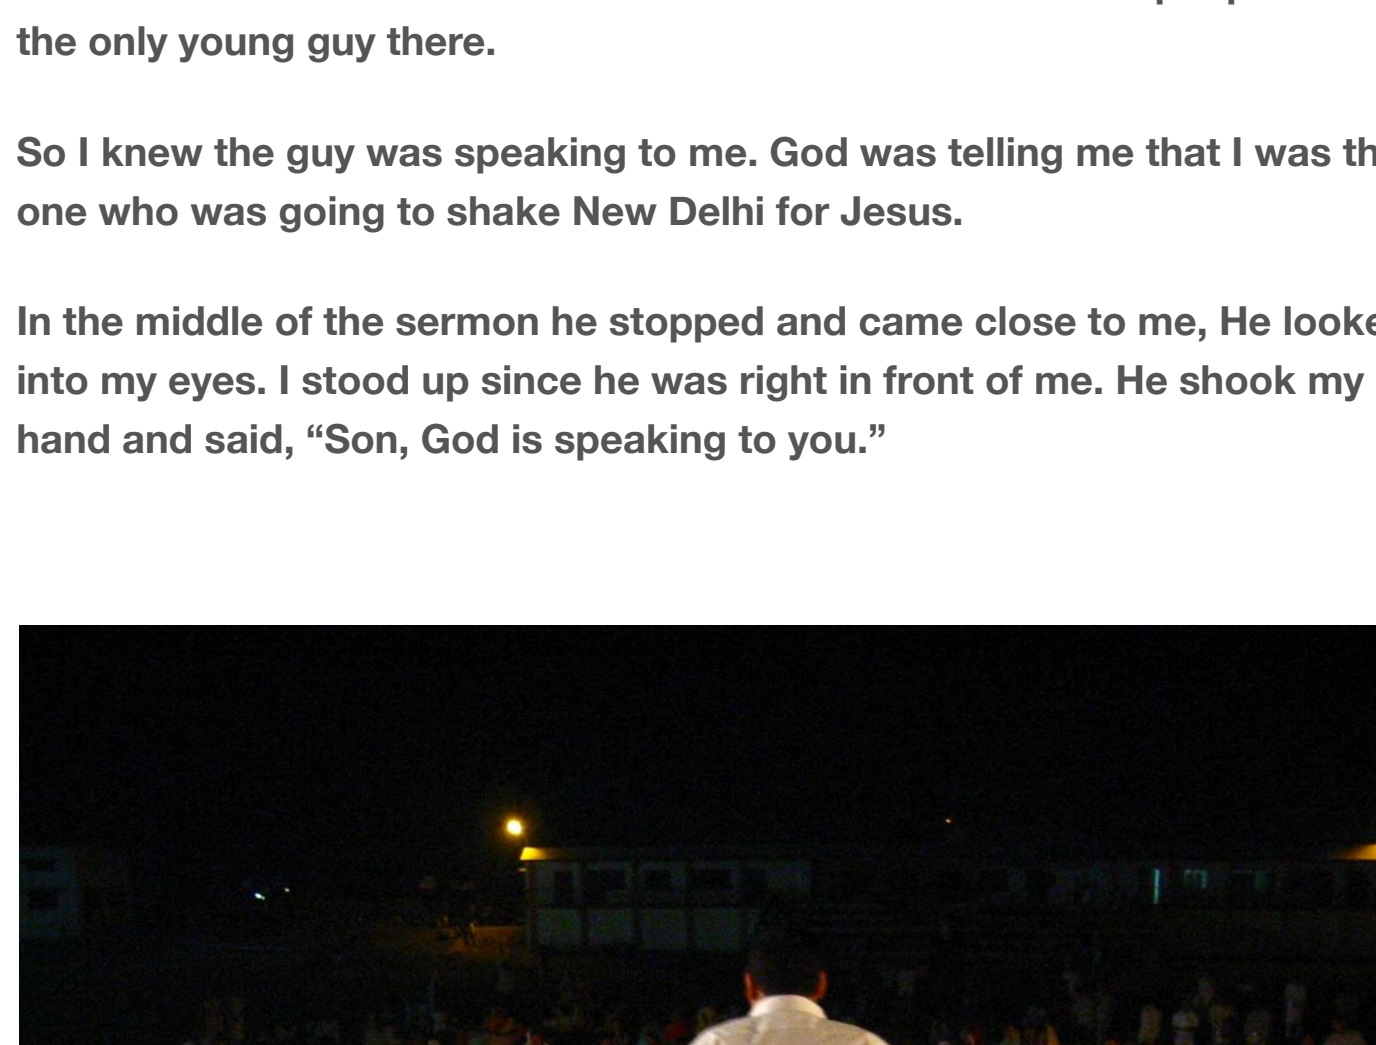 the only young guy there.
So I knew the guy was speaking to me. God was telling me that I was
one who was going to shake New Delhi for Jesus.
In the middle of the sermon he stopped and came close to me, He
into my eyes. I stood up since he was right in front of me. He shook my
hand and said, “Son, God is speaking to you.”